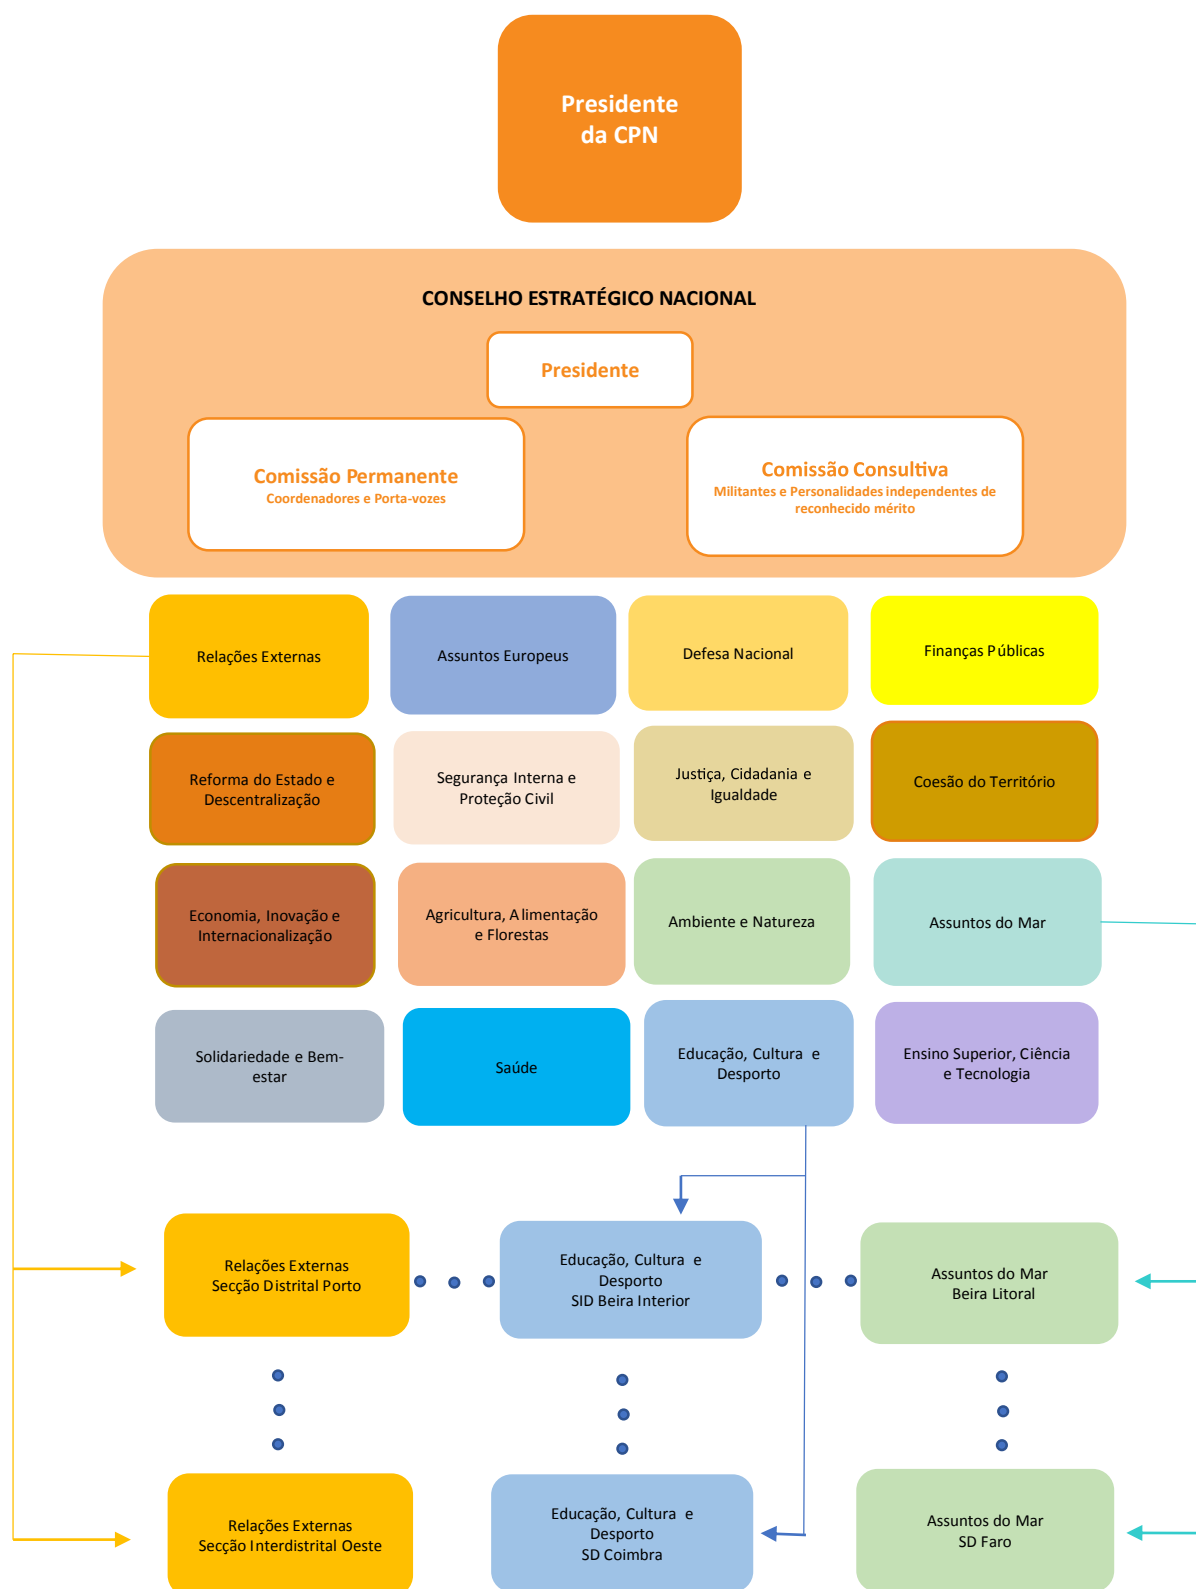 Presidente
da CPN
CONSELHO ESTRATÉGICO NACIONAL
Presidente
Comissão Permanente
Coordenadores e Porta-vozes
Comissão Consultiva
Militantes e Personalidades independentes de
reconhecido mérito
Relações Externas
Assuntos Europeus
Defesa Nacional
Finanças Públicas
Reforma do Estado e
Descentralização
Segurança Interna e
Proteção Civil
Justiça, Cidadania e
Igualdade
Coesão do Território
Economia, Inovação e
Internacionalização
Agricultura, Alimentação
e Florestas
Ambiente e Natureza
Assuntos do Mar
Solidariedade e Bem-
estar
Saúde
Educação, Cultura e
Desporto
Ensino Superior, Ciência
e Tecnologia
Relações Externas
Secção Distrital Porto
Educação, Cultura e
Desporto
SID Beira Interior
Assuntos do Mar
Beira Litoral
Relações Externas
Secção Interdistrital Oeste
Educação, Cultura e
Desporto
SD Coimbra
Assuntos do Mar
SD Faro